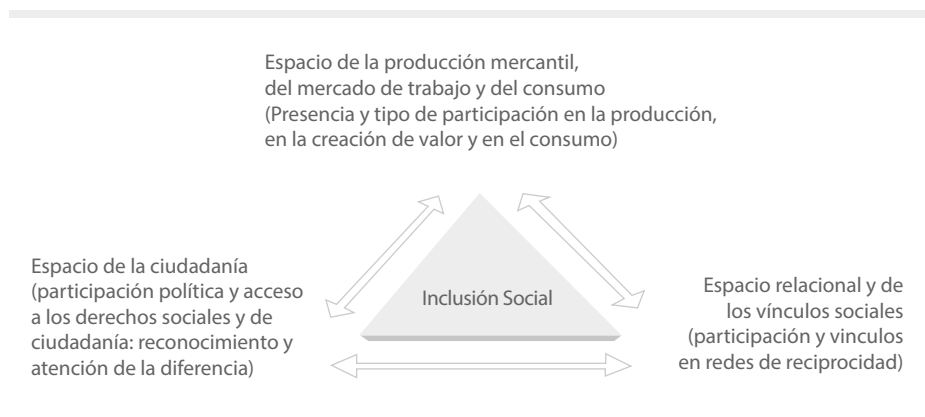 Espacio de la producción mercantil,
del mercado de trabajo y del consumo
(Presencia y tipo de participación en la producción,
en la creación de valor y en el consumo)
Espacio de la ciudadanía
(participación política y acceso
a los derechos sociales y de
ciudadanía: reconocimiento y
atención de la diferencia)
Inclusión Social
Espacio relacional y de
los vínculos sociales
(participación y vinculos
en redes de reciprocidad)